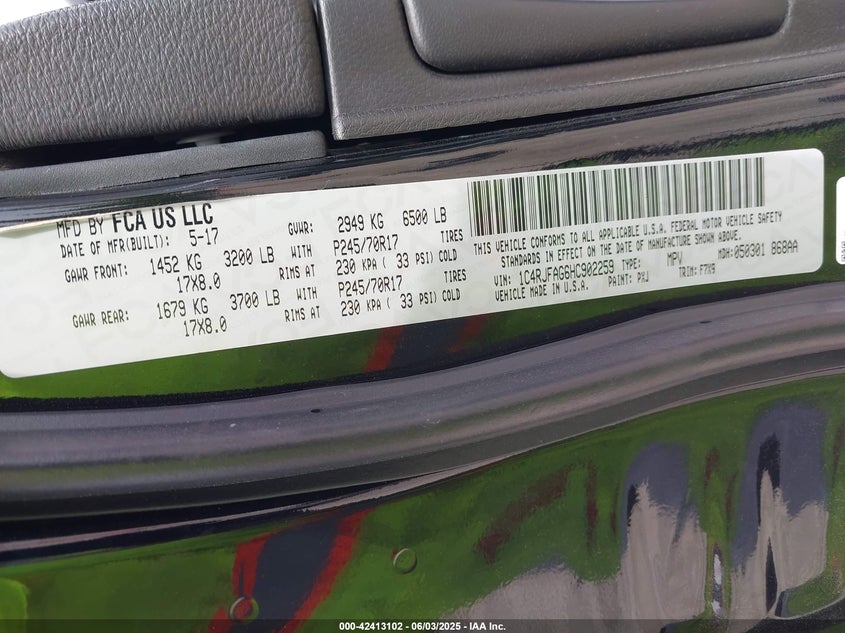 MFD BY FCA US LLC
DATE OF MFR(BUILT): 5-17 GVWR: 2949 KG 6500 LB
GAWR FRONT: 1452 KG 3200 LB WITH P245/70R17 TIRES
17X8.0 RIMS AT 230 KPA ( 33 PSI) COLD
GAWR REAR: 1679 KG 3700 LB WITH P245/70R17 TIRES
17X8.0 RIMS AT 230 KPA ( 33 PSI) COLD
THIS VEHICLE CONFORMS TO ALL APPLICABLE U.S.A. FEDERAL MOTOR VEHICLE SAFETY
STANDARDS IN EFFECT ON THE DATE OF MANUFACTURE SHOWN ABOVE.
VIN: 1C4RJFAG6HC902259 TYPE: MPV MDH: 050301 868AA
MADE IN U.S.A. PAINT: PXJ TRIM: F7X9
000-42413102 - 06/03/2025 - IAA Inc.